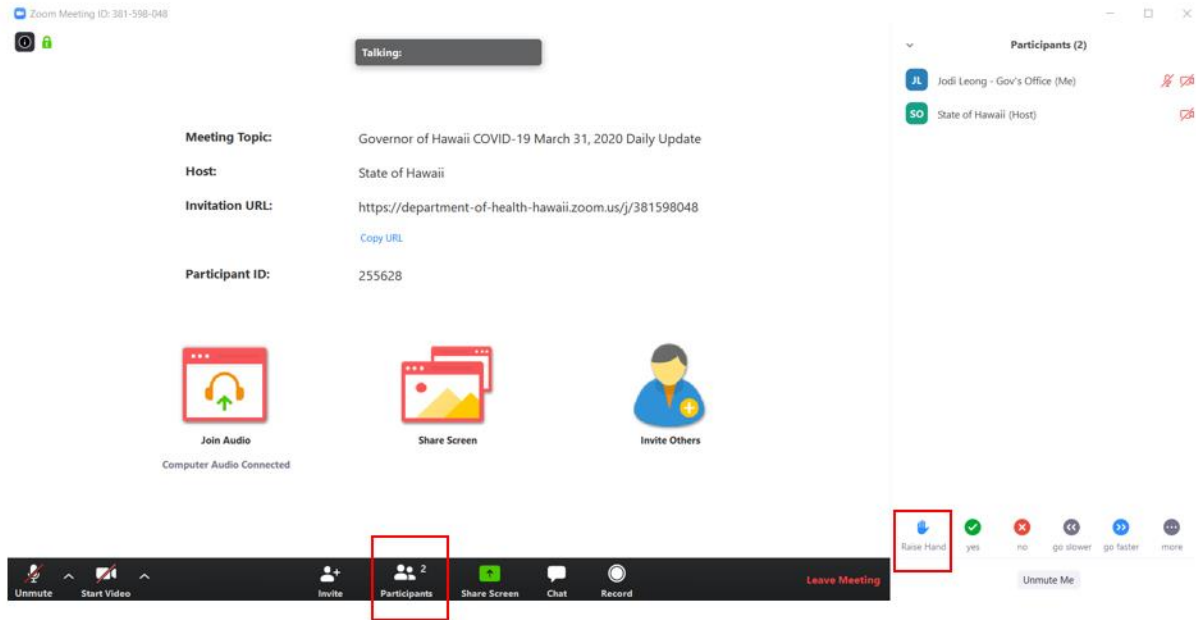 Zoom Meeting ID: 381-598-048
Talking:
Meeting Topic: Governor of Hawaii COVID-19 March 31, 2020 Daily Update
Host: State of Hawaii
Invitation URL: https://department-of-health-hawaii.zoom.us/j/381598048
Copy URL
Participant ID: 255628
Join Audio
Computer Audio Connected
Share Screen
Invite Others
Unmute
Start Video
Invite
2
Participants
Share Screen
Chat
Record
Leave Meeting
Participants (2)
JL Jodi Leong - Gov's Office (Me)
SO State of Hawaii (Host)
Raise Hand
yes
no
go slower
go faster
more
Unmute Me